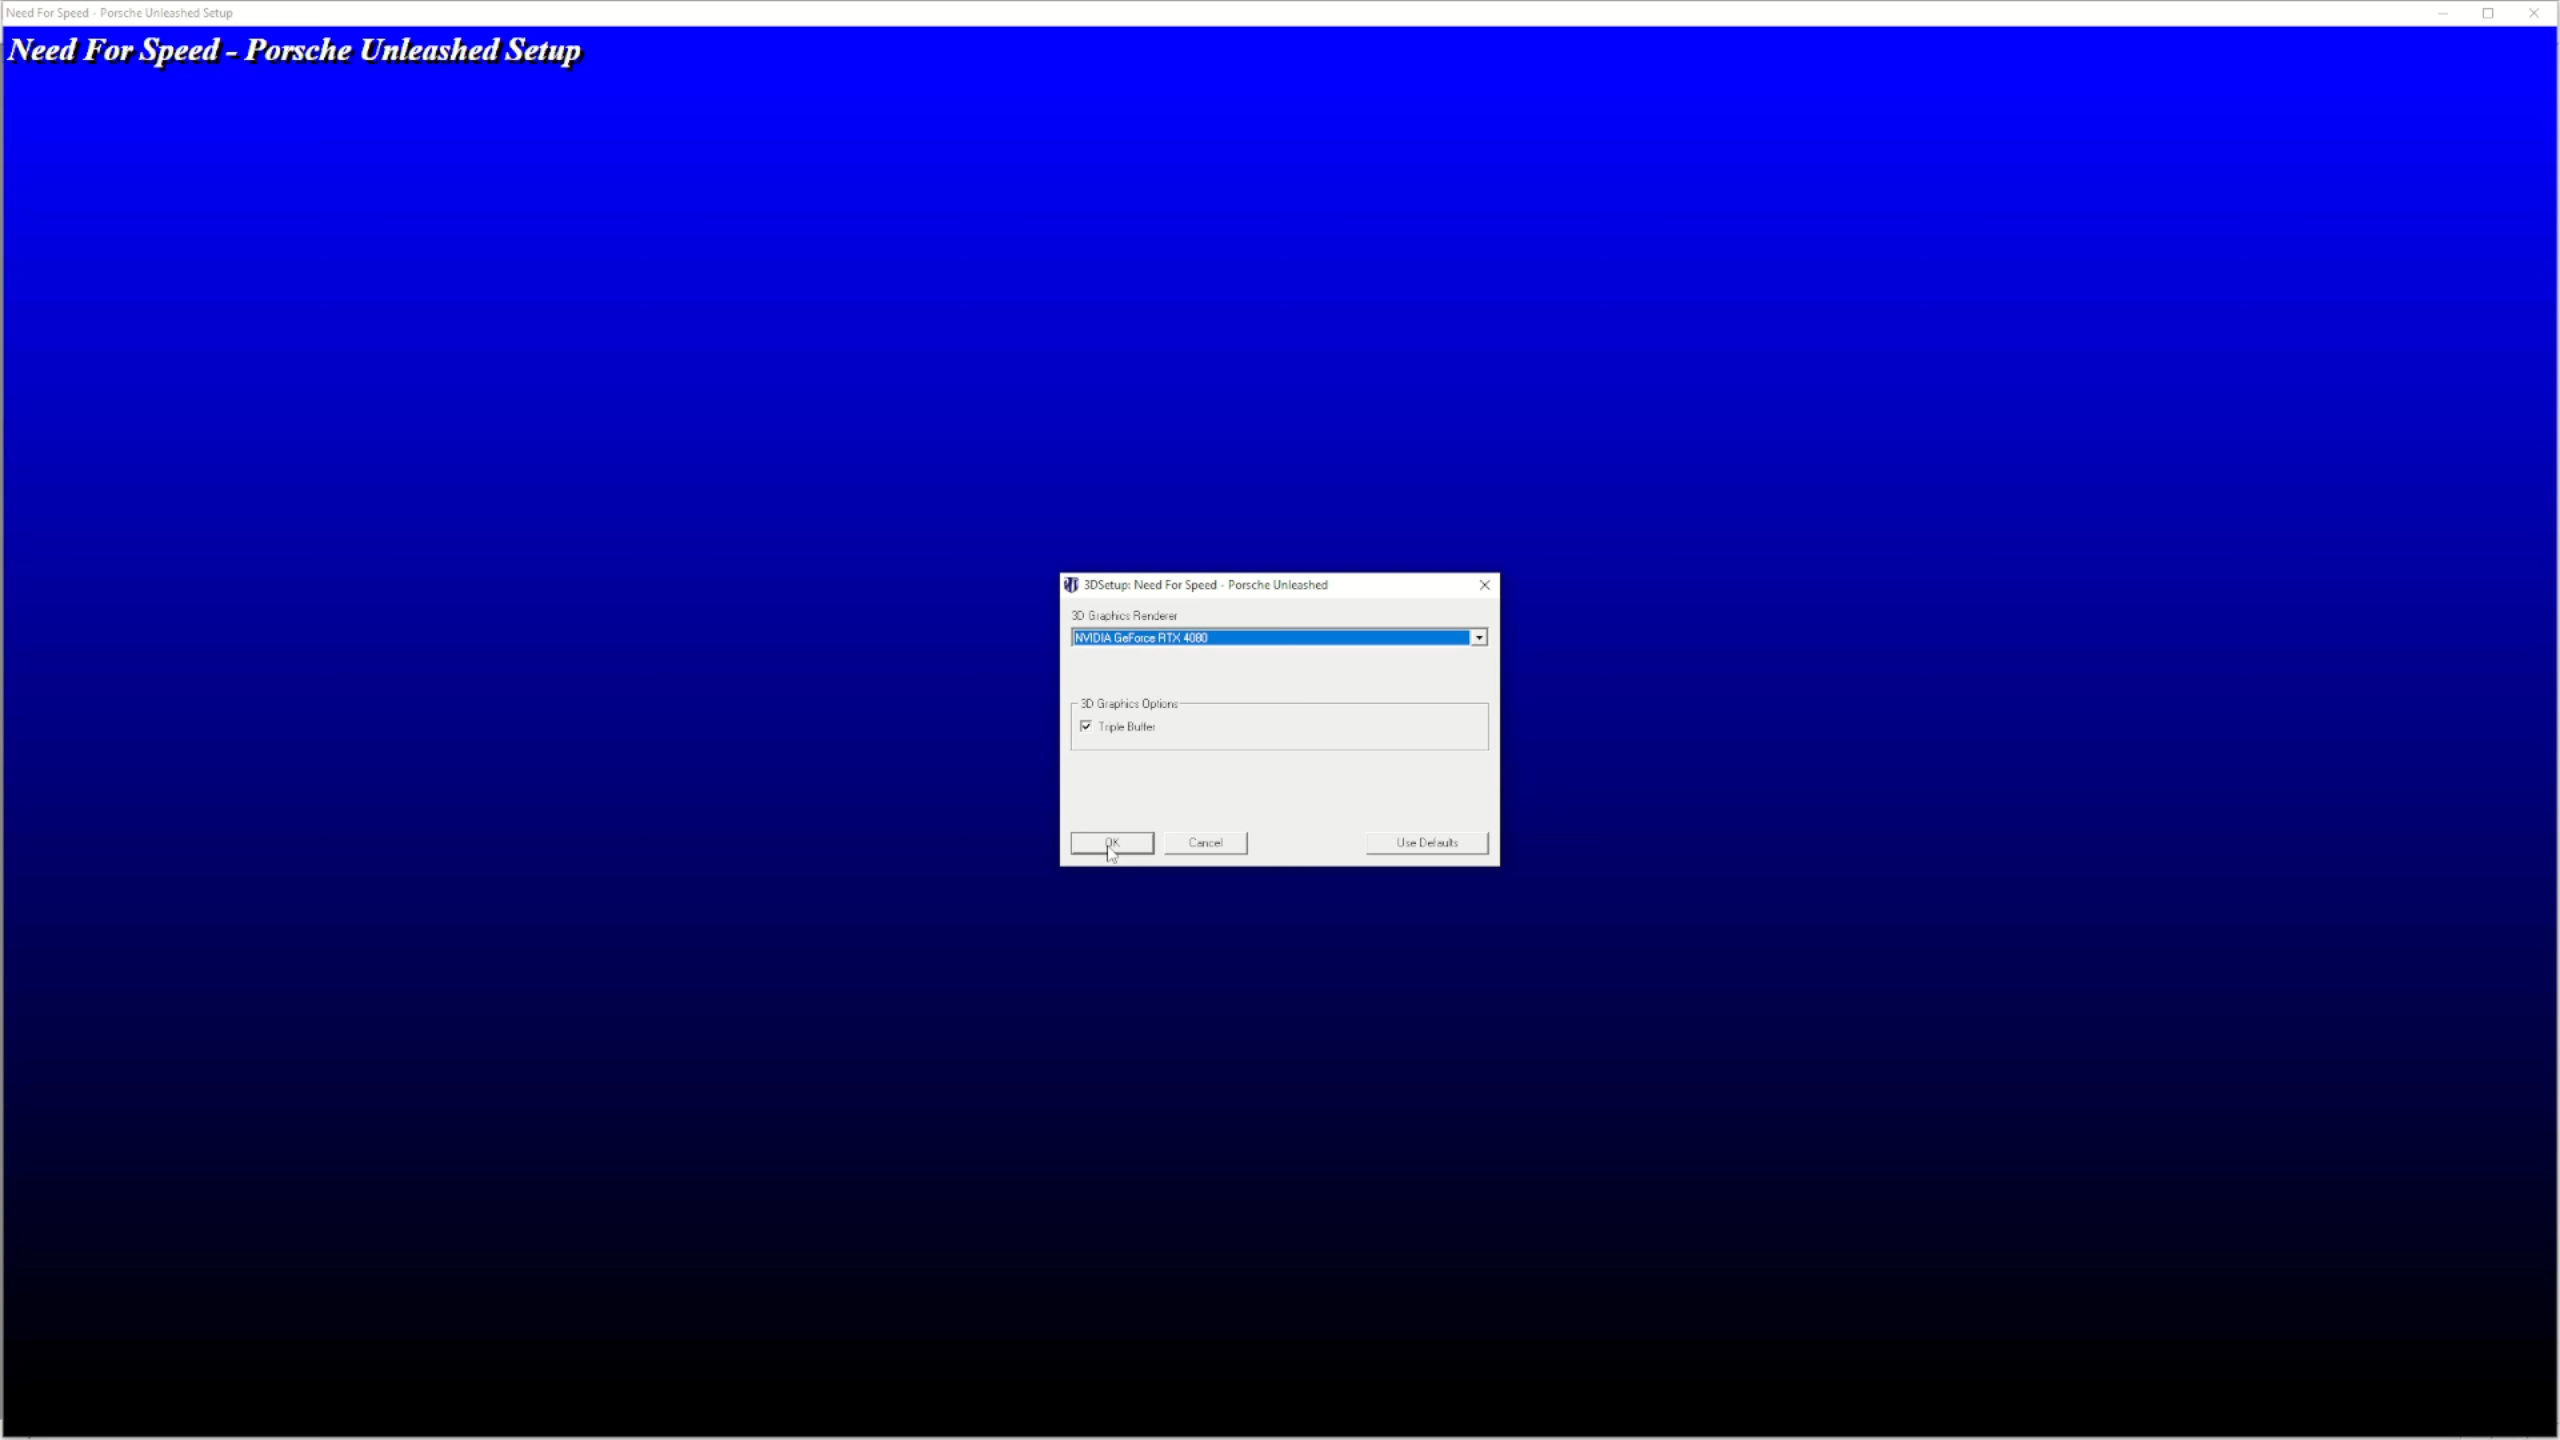 Need For Speed - Porsche Unleashed Setup
Need For Speed - Porsche Unleashed Setup
3DSetup: Need For Speed - Porsche Unleashed
3D Graphics Renderer
NVIDIA GeForce RTX 4080
3D Graphics Options
Triple Buffer
OK
Cancel
Use Defaults